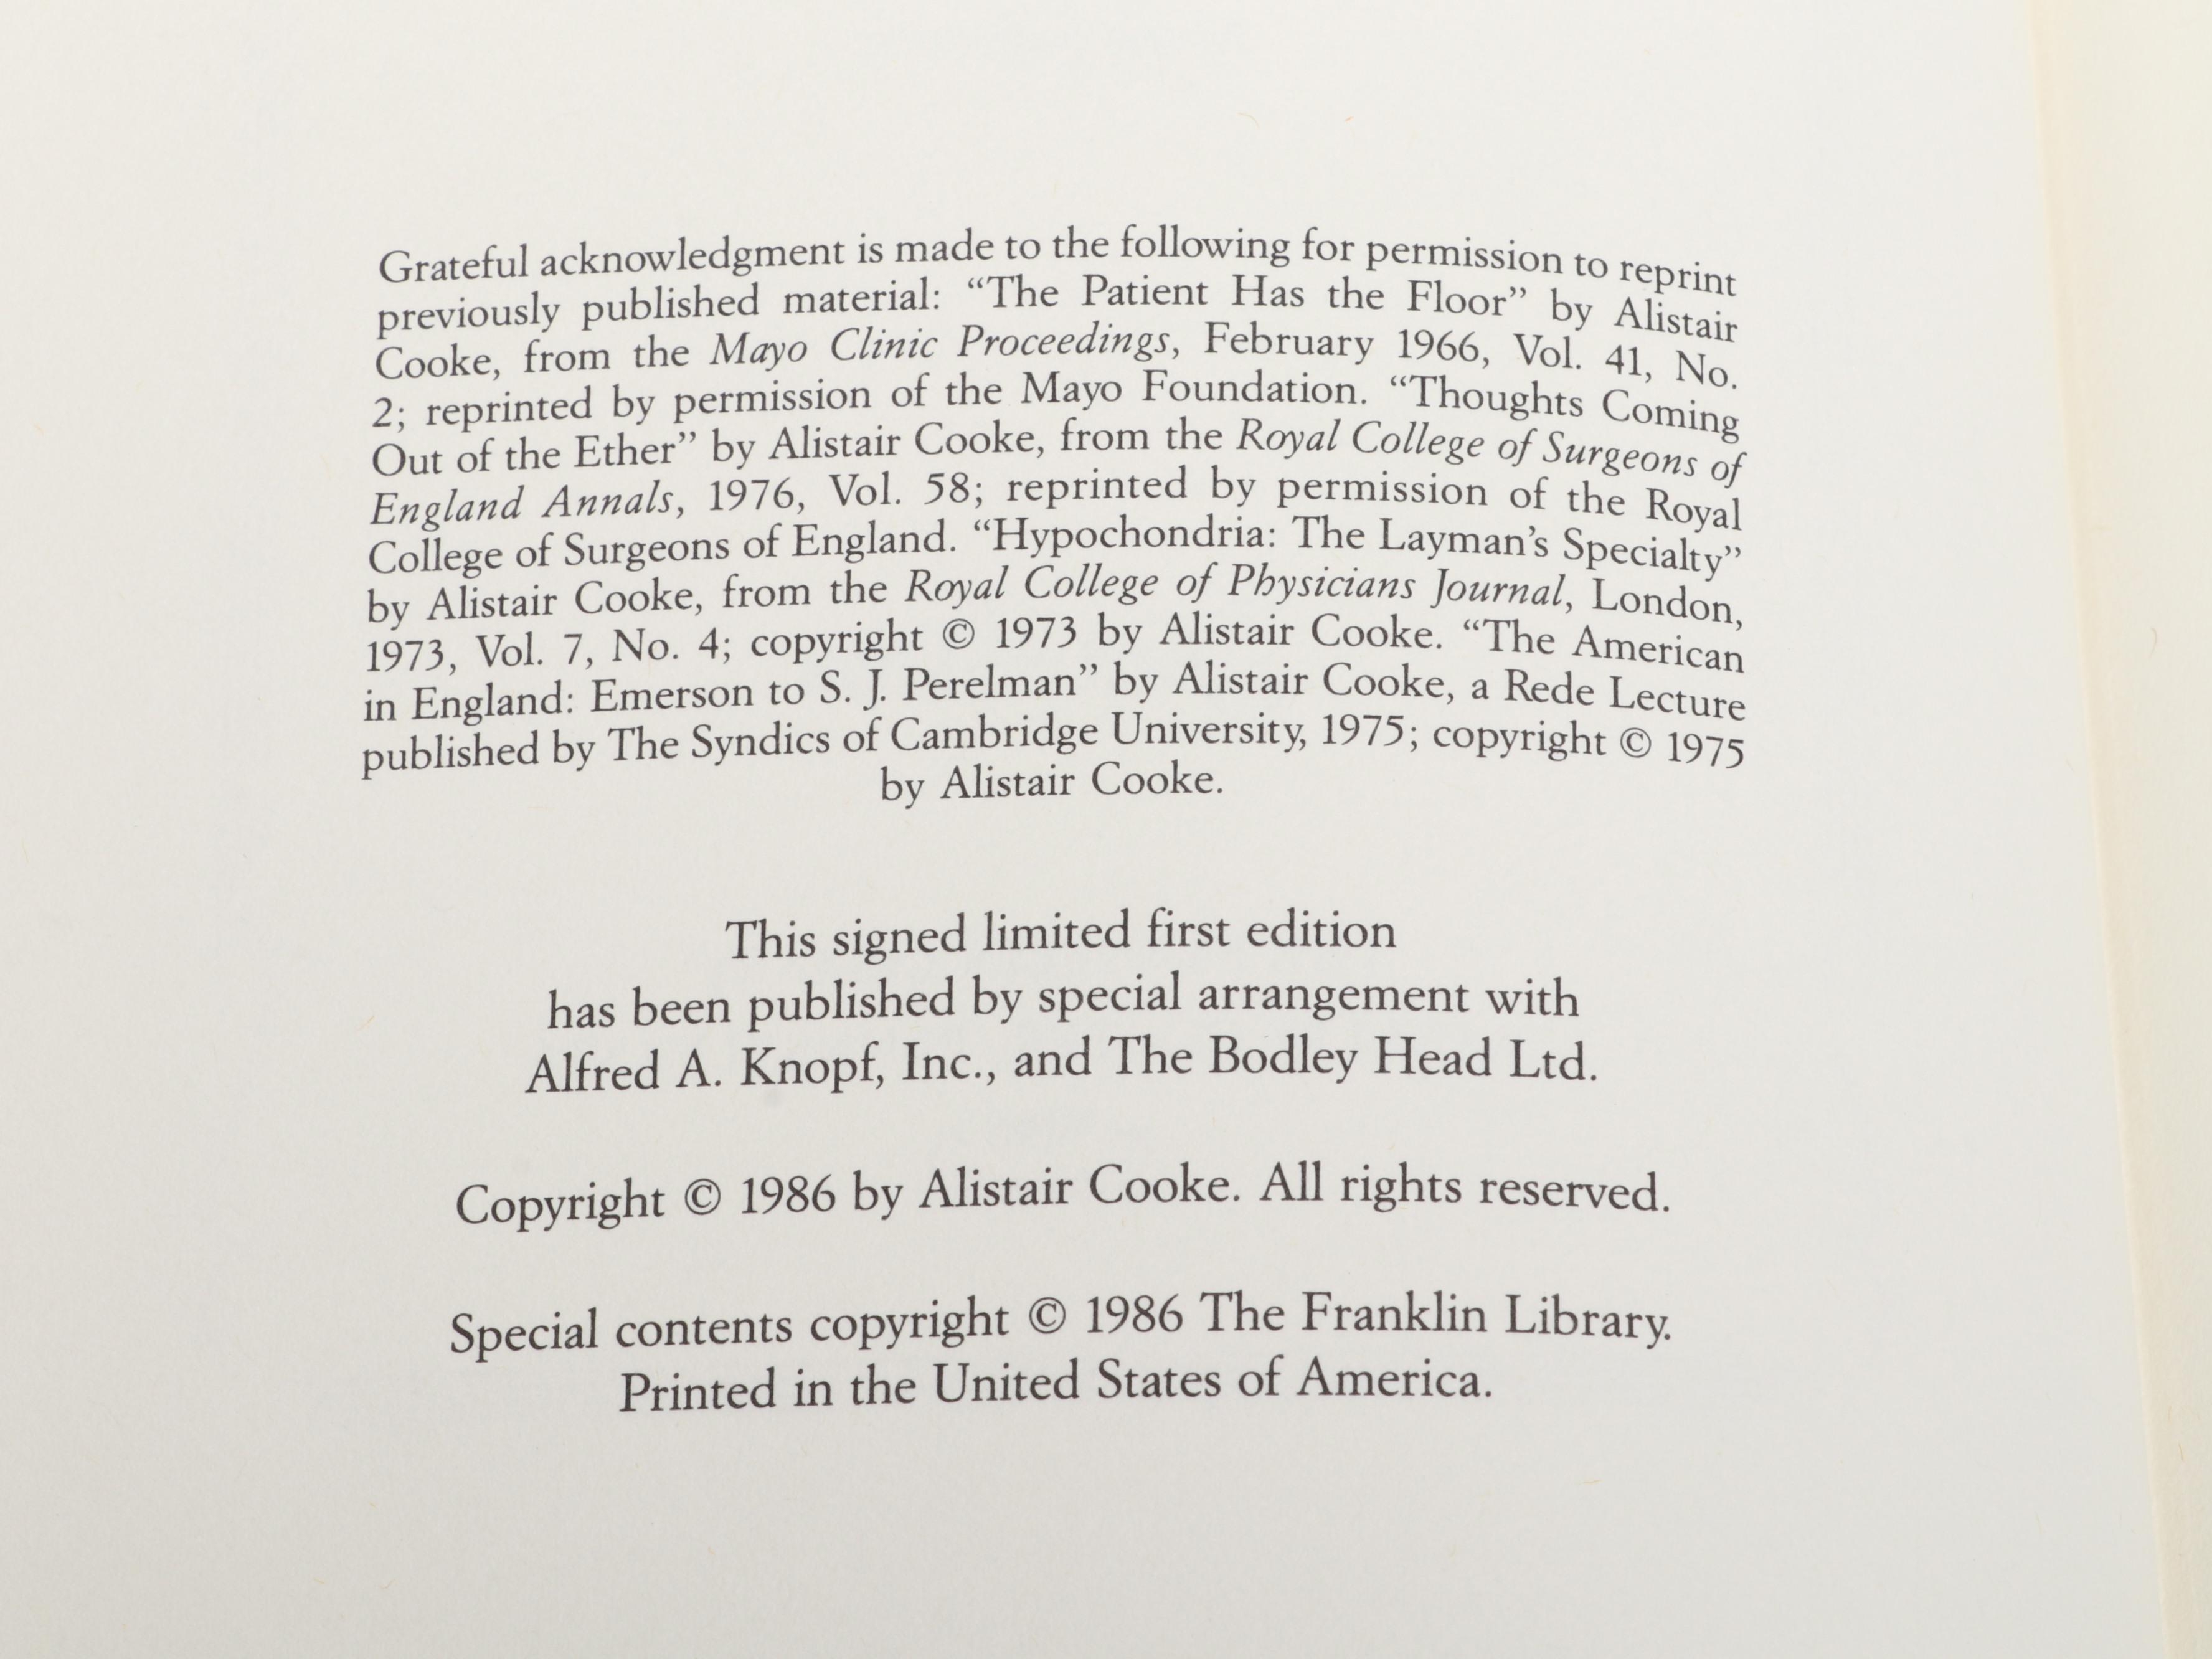 Grateful acknowledgment is made to the following for permission to reprint
previously published material: “The Patient Has the Floor” by Alistair
Cooke, from the Mayo Clinic Proceedings, February 1966, Vol. 41, No.
2; reprinted by permission of the Mayo Foundation. “Thoughts Coming
Out of the Ether” by Alistair Cooke, from the Royal College of Surgeons of
England Annals, 1976, Vol. 58; reprinted by permission of the Royal
College of Surgeons of England. “Hypochondria: The Layman’s Specialty”
by Alistair Cooke, from the Royal College of Physicians Journal, London,
1973, Vol. 7, No. 4; copyright © 1973 by Alistair Cooke. “The American
in England: Emerson to S. J. Perelman” by Alistair Cooke, a Rede Lecture
published by The Syndics of Cambridge University, 1975; copyright © 1975
by Alistair Cooke.
This signed limited first edition
has been published by special arrangement with
Alfred A. Knopf, Inc., and The Bodley Head Ltd.
Copyright © 1986 by Alistair Cooke. All rights reserved.
Special contents copyright © 1986 The Franklin Library.
Printed in the United States of America.